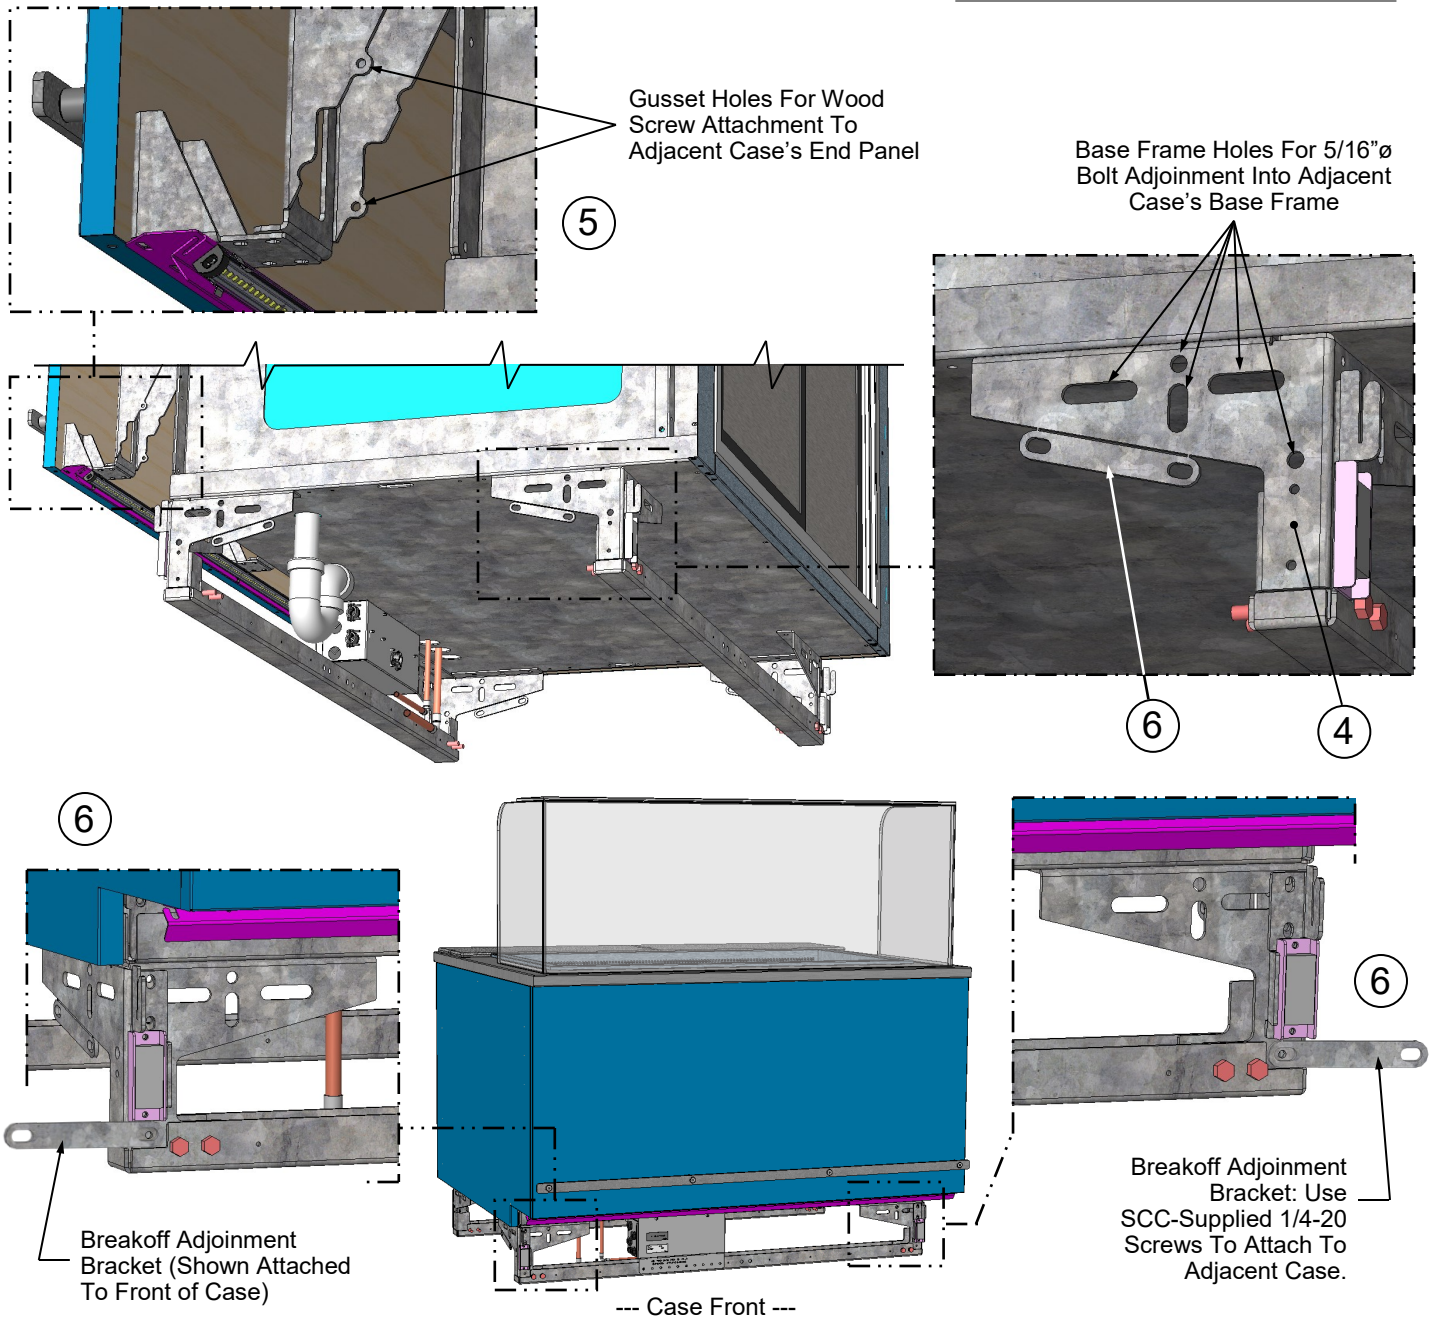 Gusset Holes For Wood
Screw Attachment To
Adjacent Case's End Panel
5
Base Frame Holes For 5/16”ø
Bolt Adjoinment Into Adjacent
Case's Base Frame
6
4
6
6
Breakoff Adjoinment
Bracket (Shown Attached
To Front of Case)
Breakoff Adjoinment
Bracket: Use
SCC-Supplied 1/4-20
Screws To Attach To
Adjacent Case.
--- Case Front ---